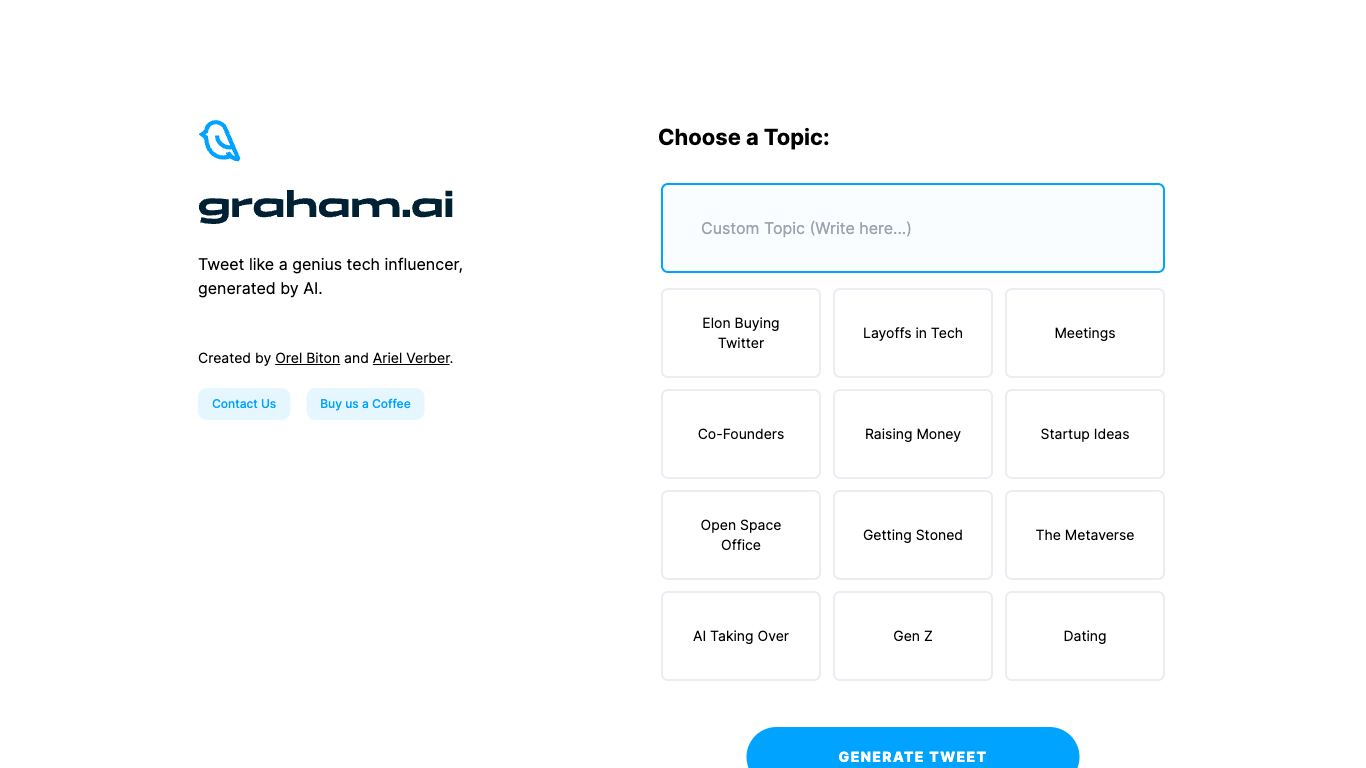 graham.ai
Tweet like a genius tech influencer,
generated by AI.
Created by Orel Biton and Ariel Verber.
Contact Us
Buy us a Coffee
Choose a Topic:
Custom Topic (Write here...)
Elon Buying
Twitter
Layoffs in Tech
Meetings
Co-Founders
Raising Money
Startup Ideas
Open Space
Office
Getting Stoned
The Metaverse
AI Taking Over
Gen Z
Dating
GENERATE TWEET